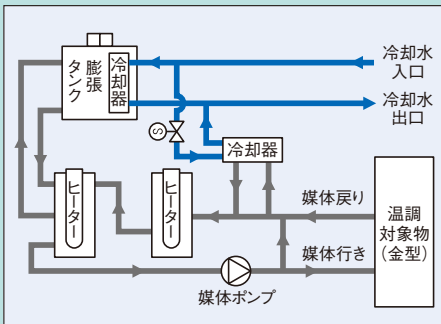 冷却水
入口
冷却水
出口
膨張
タンク
冷却器
S
冷却器
ヒーター
ヒーター
媒体戻り
媒体行き
温調
対象物
(金型)
媒体ポンプ